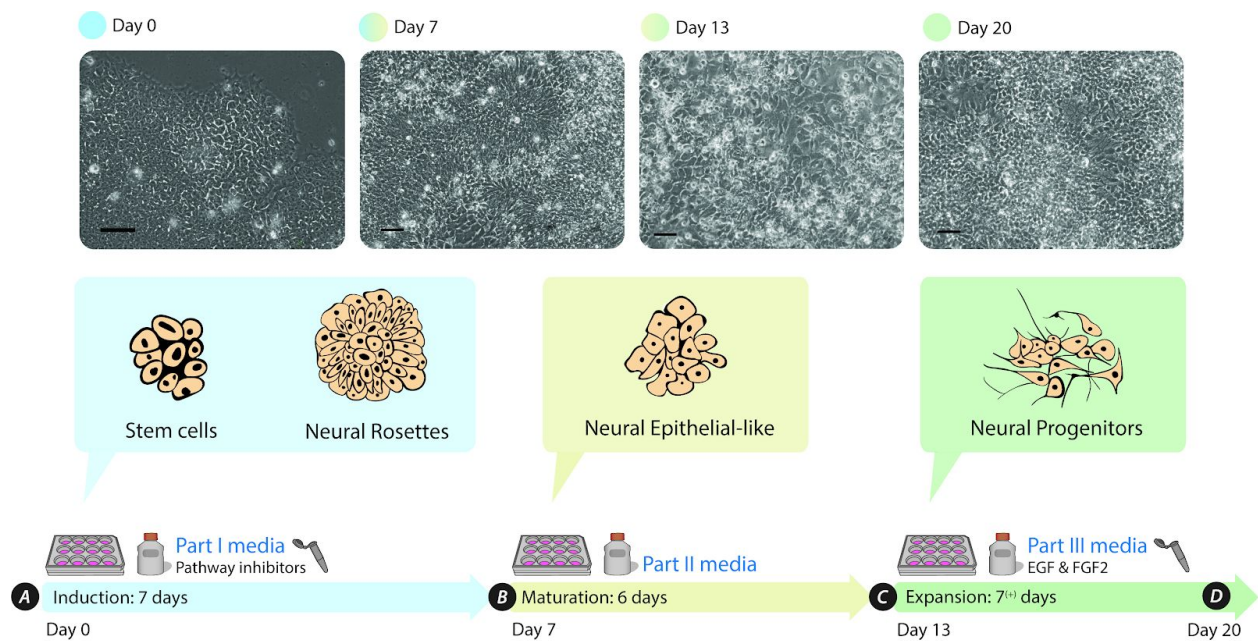 Day 0
Day 7
Day 13
Day 20
Stem cells
Neural Rosettes
Neural Epithelial-like
Neural Progenitors
Part I media
Pathway inhibitors
Part II media
Part III media
EGF & FGF2
A
Induction: 7 days
B
Maturation: 6 days
C
Expansion: 7(+) days
D
Day 0
Day 7
Day 13
Day 20